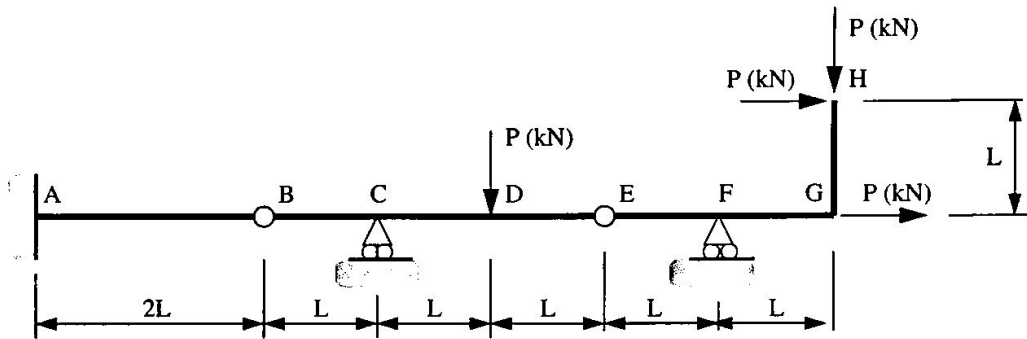 P (kN)
P (kN) H
P (kN) L
A B C D E F G P (kN)
2L L L L L L